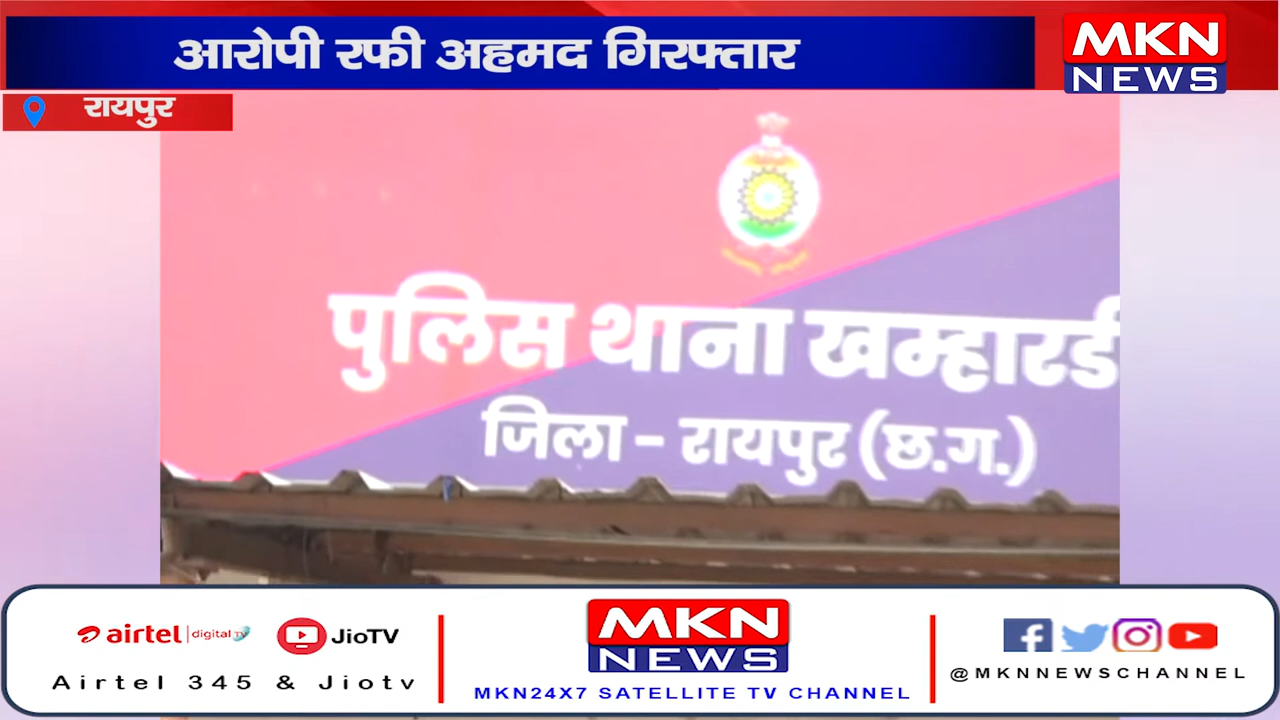 आरोपी रफी अहमद गिरफ्तार
MKN
NEWS
रायपुर
पुलिस थाना खम्हारडी
जिला - रायपुर (छ.ग.)
airtel digital TV
JioTV
Airtel 345 & Jiotv
MKN
NEWS
MKN24X7 SATELLITE TV CHANNEL
@MKNNEWSCHANNEL